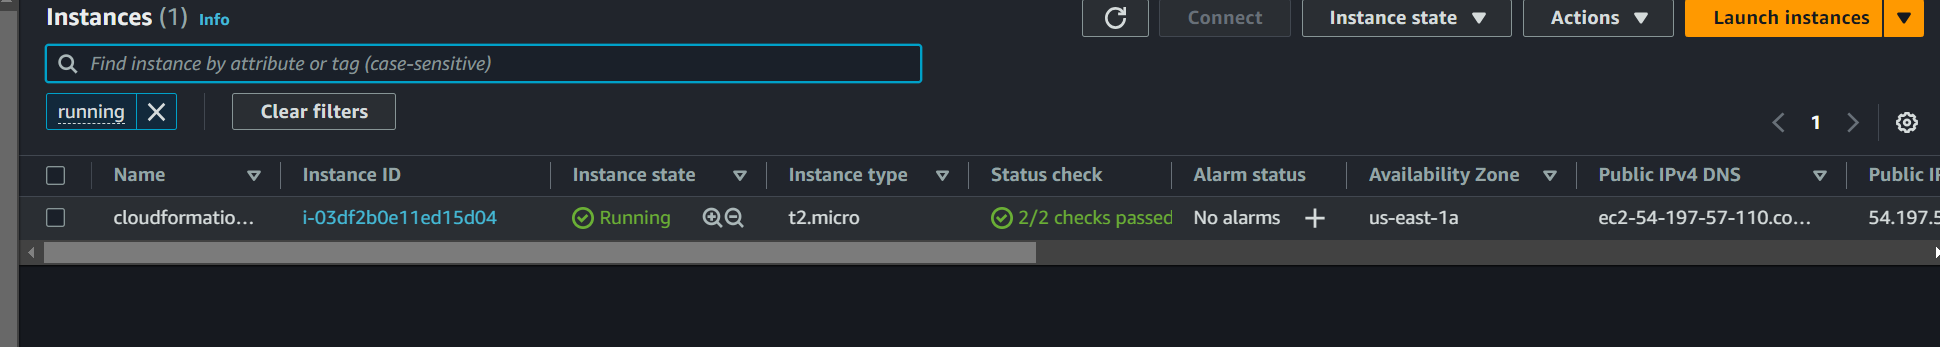 Instances (1) Info
Connect Instance state Actions Launch instances
Find instance by attribute or tag (case-sensitive)
running Clear filters
1
Name Instance ID Instance state Instance type Status check Alarm status Availability Zone Public IPv4 DNS Public IP
cloudformatio... i-03df2b0e11ed15d04 Running t2.micro 2/2 checks passed No alarms us-east-1a ec2-54-197-57-110.co... 54.197.5